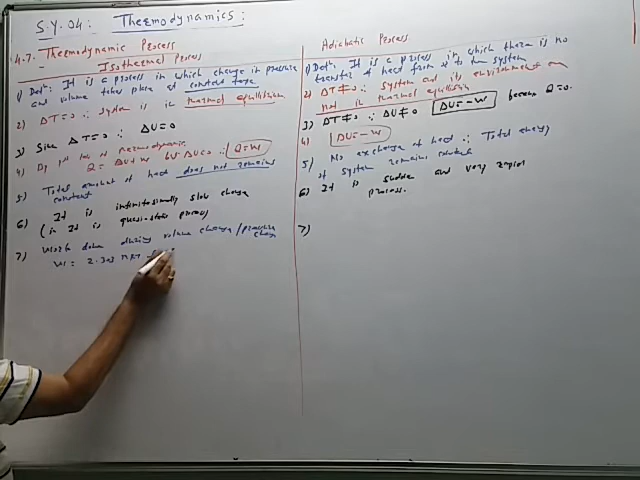 S.Y. 04: Thermodynamics:
4.7. Thermodynamic Process
Isothermal Process
1) Defn: It is a process in which change in pressure
and volume takes place at constant temp
2) ΔT=0 ∴ System is in thermal equilibrium
3) Since ΔT=0 ∴ ΔU=0
4) By 1st law of thermodynamic
Q = ΔU+W but ΔU=0 ∴ Q=W
5) Total amount of heat does not remains
constant
6) It is infinitesimally slow change
(ie It is quasi-static process)
7) Work done during volume change/pressure
change
W = 2.303 nRT
Adiabatic Process
1) Defn: It is a process in which there is no
transfer of heat from or to the system
2) ΔT≠0 ∴ System and its environment are
not in thermal equilibrium
3) ΔT≠0 ∴ ΔU≠0 ΔU=-W because Q=0.
4) ΔU=-W
5) No exchange of heat ∴ Total energy
of system remains constant
6) It is sudden and very rapid
process.
7)